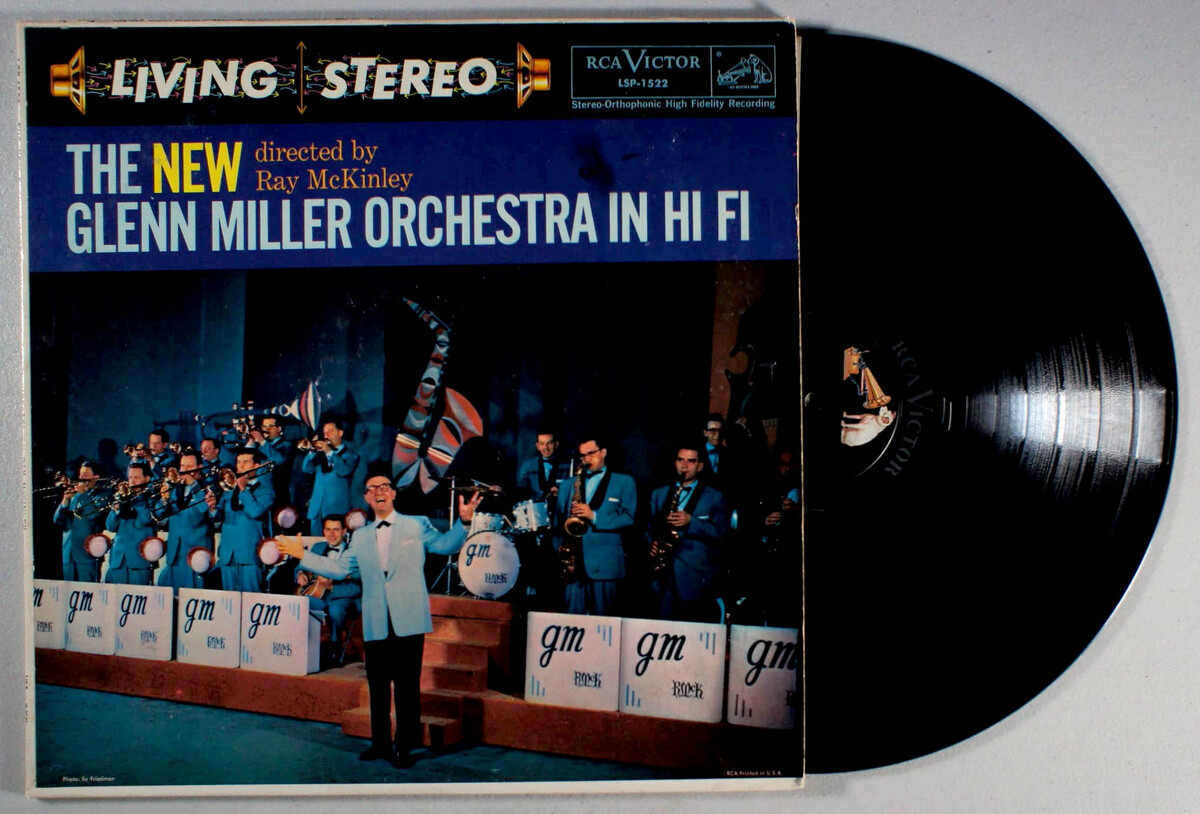 LIVING STEREO
RCA VICTOR
LSP-1522
Stereo-Orthophonic High Fidelity Recording
THE NEW directed by
Ray McKinley
GLENN MILLER ORCHESTRA IN HI FI
RCA VICTOR
gm
gm
gm
gm
gm
gm
gm
gm
gm
Photo: Sy Friedman
RCA Printed in U.S.A.